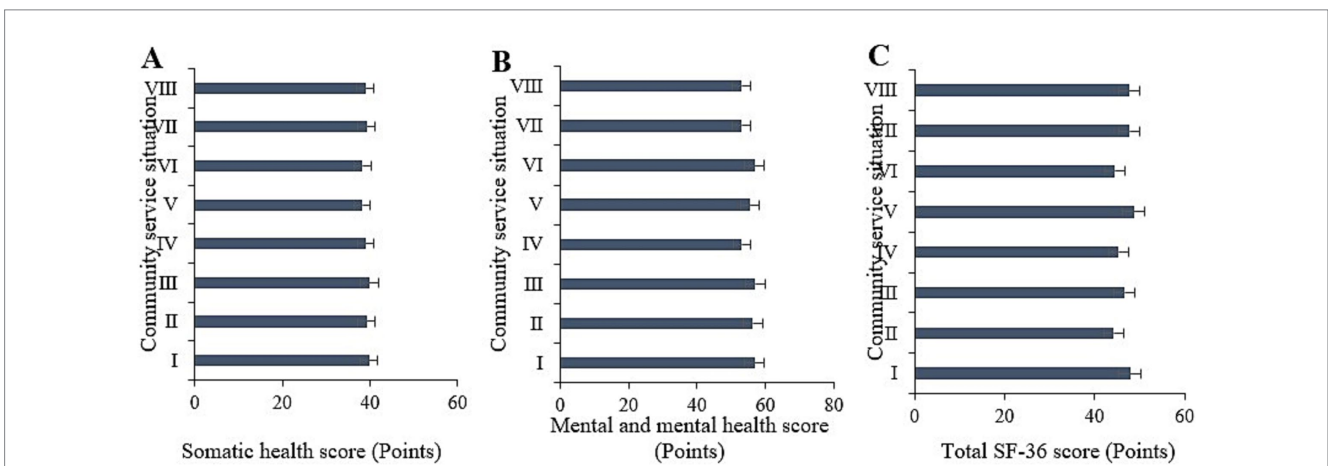 A
Community service situation
VIII
VII
VI
V
IV
III
II
I
0 20 40 60
Somatic health score (Points)
B
Community service situation
VIII
VII
VI
V
IV
III
II
I
0 20 40 60 80
Mental and mental health score
(Points)
C
Community service situation
VIII
VII
VI
V
IV
III
II
I
0 20 40 60
Total SF-36 score (Points)